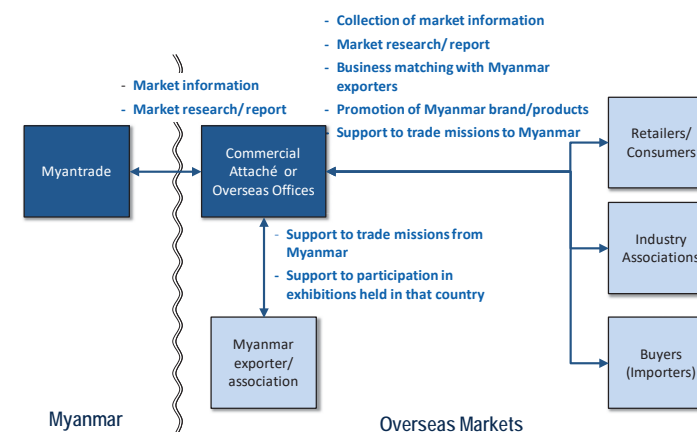 - Collection of market information
- Market research/ report
- Business matching with Myanmar
exporters
- Promotion of Myanmar brand/products
- Support to trade missions to Myanmar
- Market information
- Market research/ report
Myantrade
Commercial
Attaché or
Overseas Offices
Retailers/
Consumers
- Support to trade missions from
Myanmar
- Support to participation in
exhibitions held in that country
Industry
Associations
Myanmar
exporter/
association
Buyers
(Importers)
Myanmar
Overseas Markets